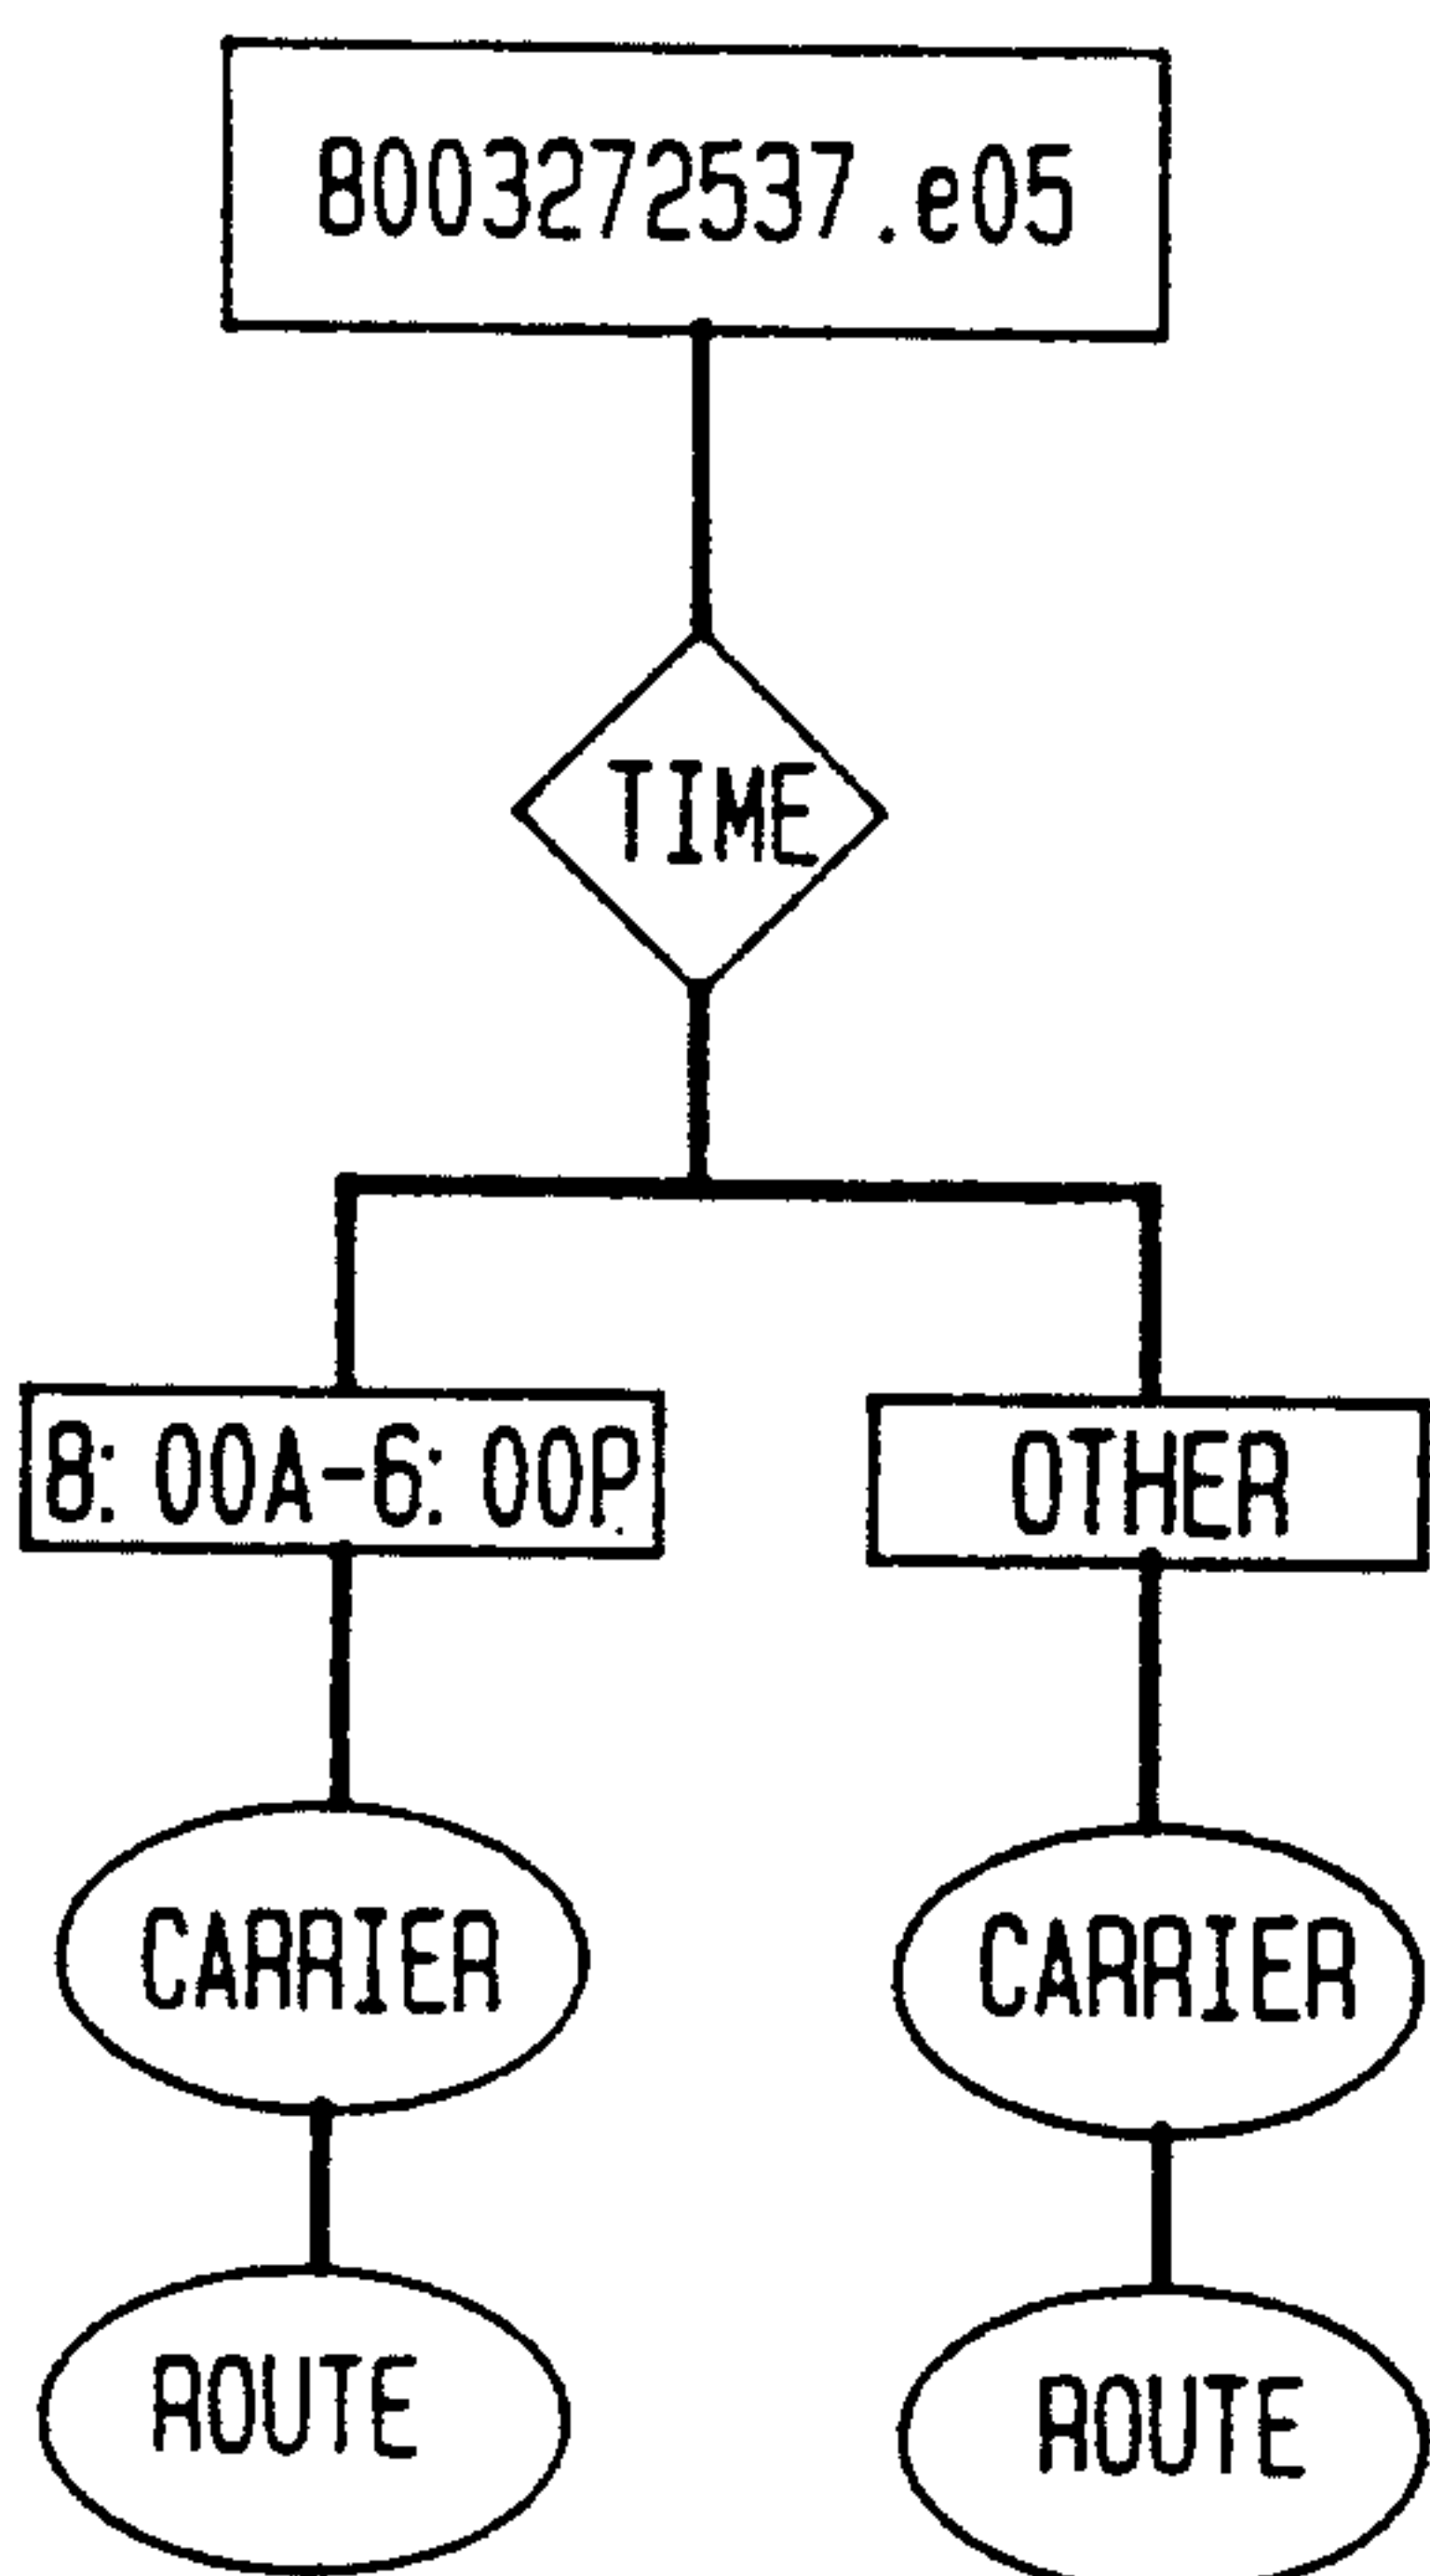 8003272537.e05
TIME
8:00A-6:00P
OTHER
CARRIER
CARRIER
ROUTE
ROUTE